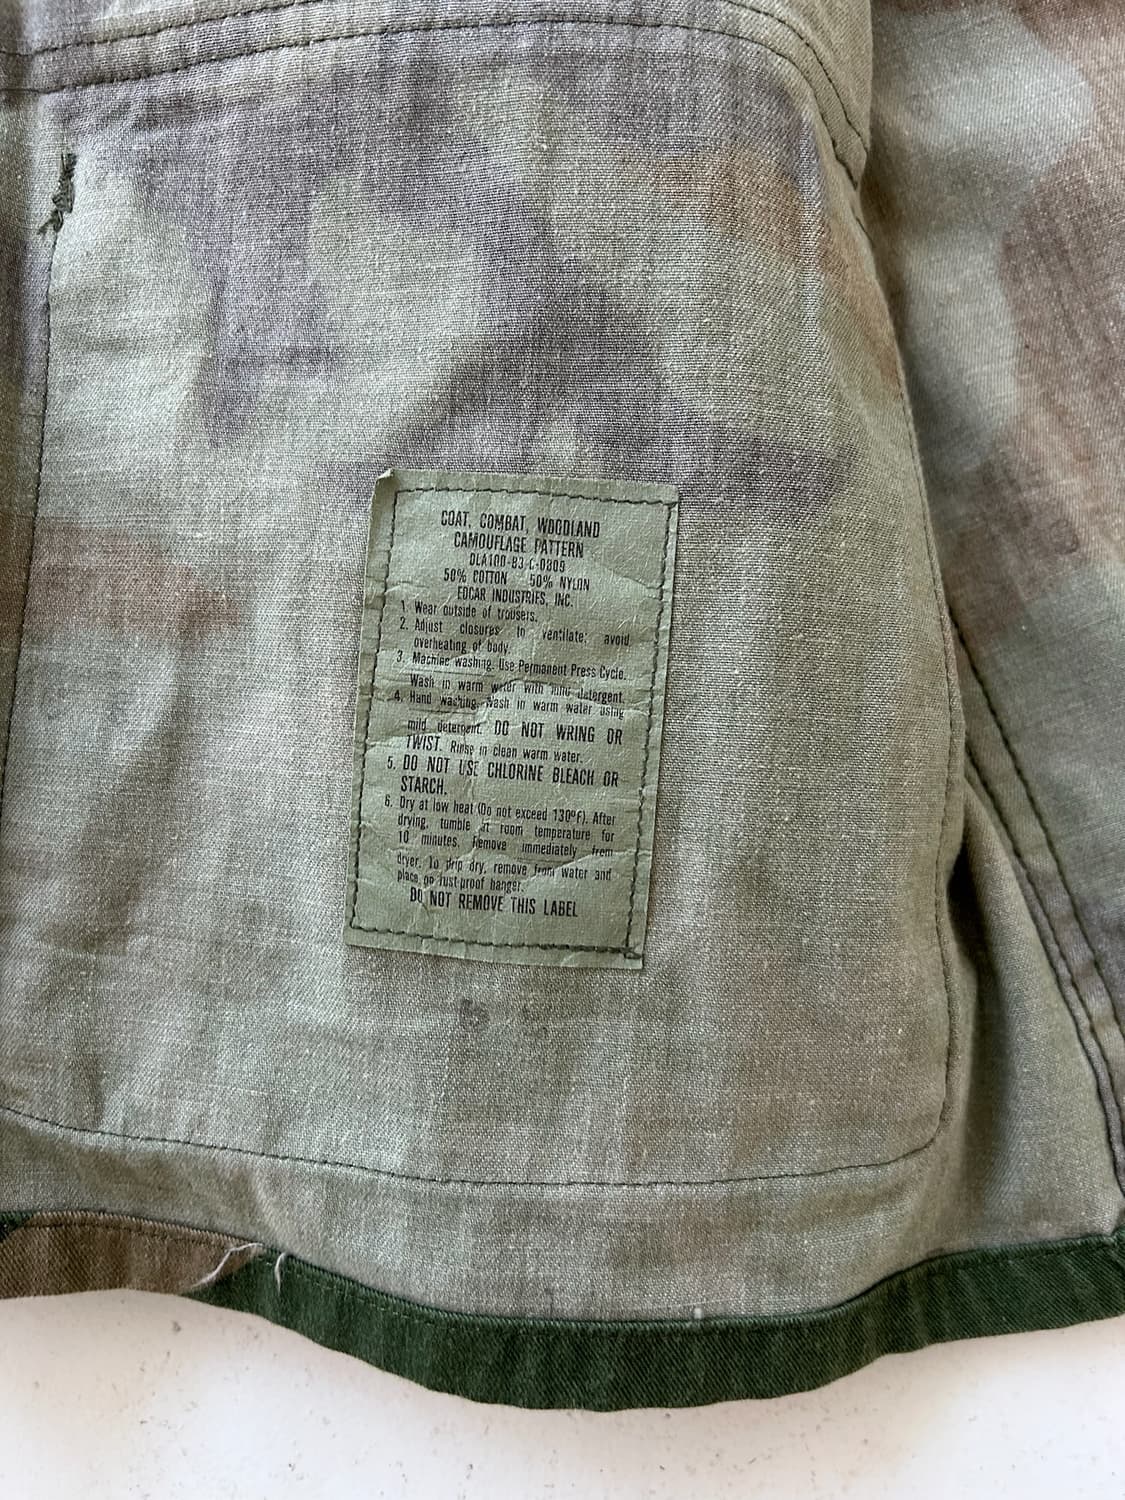 COAT, COMBAT, WOODLAND
CAMOUFLAGE PATTERN
DLA100-83-C-0809
50% COTTON 50% NYLON
EDCAR INDUSTRIES, INC.
1. Wear outside of trousers.
2. Adjust closures to ventilate; avoid
overheating of body.
3. Machine washing. Use Permanent Press Cycle.
Wash in warm water with mild detergent.
4. Hand washing. Wash in warm water using
mild detergent. DO NOT WRING OR
TWIST. Rinse in clean warm water.
5. DO NOT USE CHLORINE BLEACH OR
STARCH.
6. Dry at low heat (Do not exceed 130ºF). After
drying, tumble at room temperature for
10 minutes. Remove immediately from
dryer. To drip dry, remove from water and
place on rust proof hanger.
DO NOT REMOVE THIS LABEL